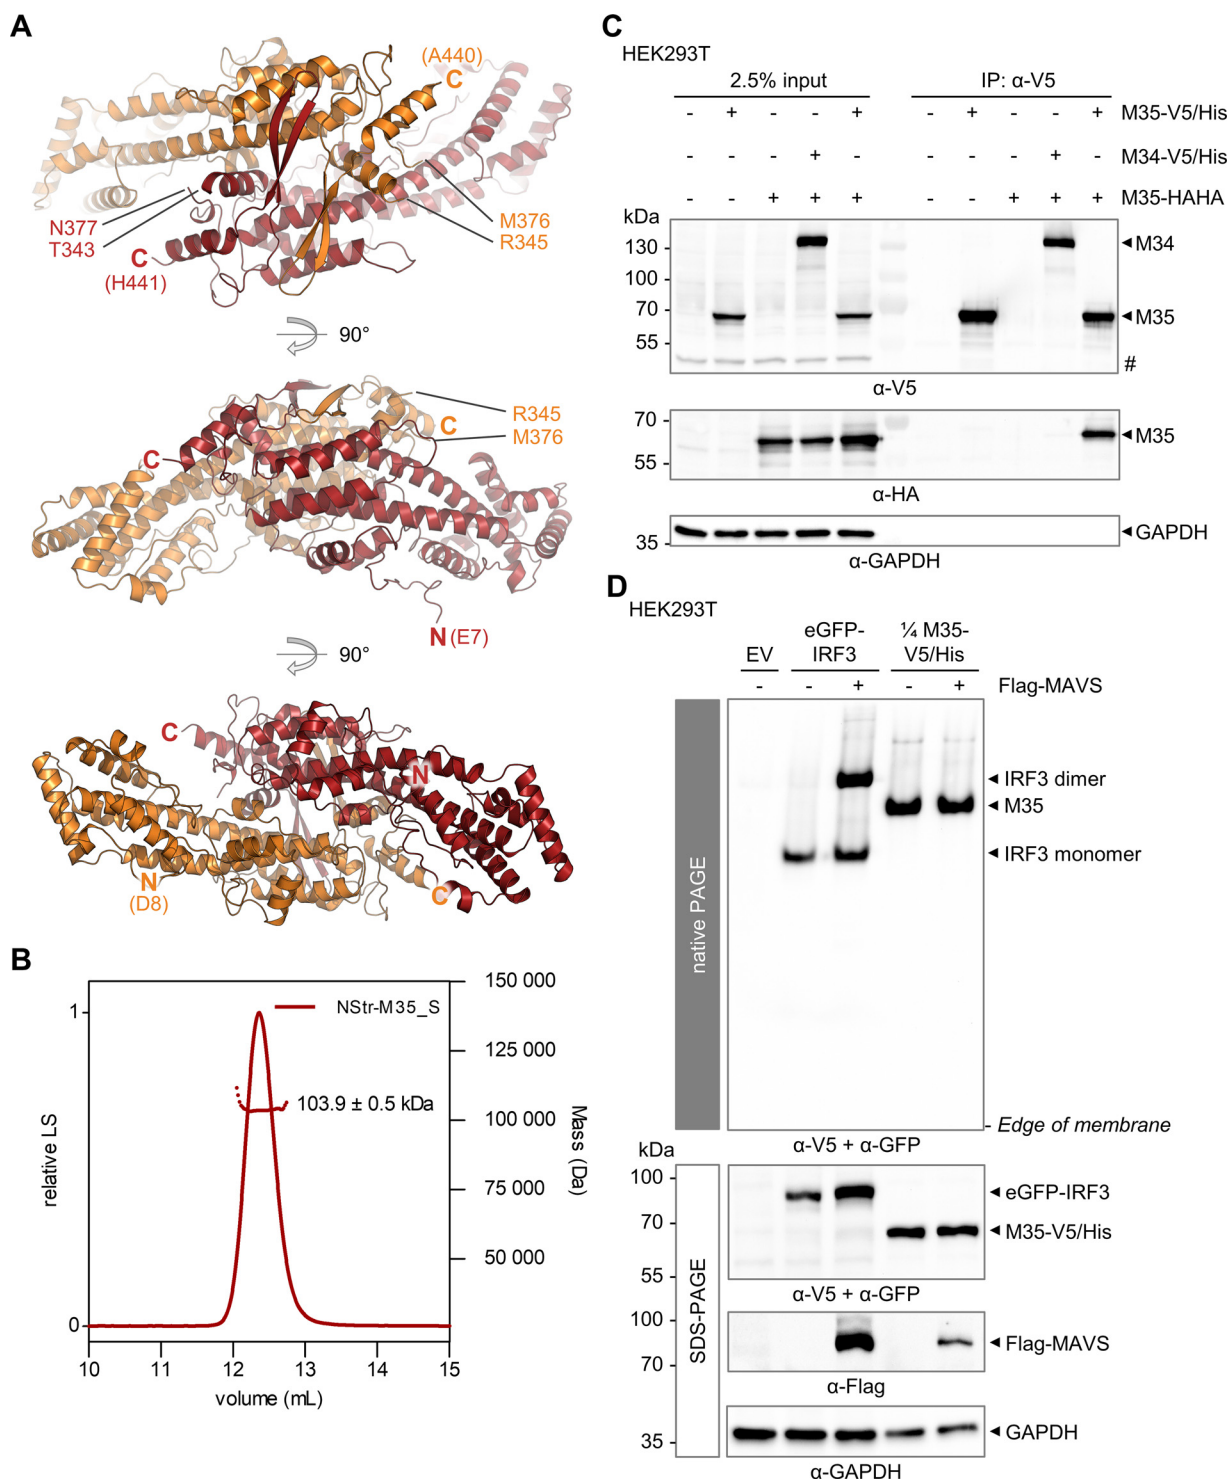 A
(A440)
C
N377
T343
M376
R345
C
(H441)
90°
R345
C
M376
C
N (E7)
90°
C
N
N
(D8)
C
B
150 000
1
NStr-M35_S
125 000
103.9 ± 0.5 kDa
100 000
relative LS
Mass (Da)
75 000
50 000
0
10 11 12 13 14 15
volume (mL)
C
HEK293T
2.5% input IP: α-V5
- + - - + - + - - + M35-V5/His
- - - + - - - - + - M34-V5/His
- - + + + - - + + + M35-HAHA
kDa
130 M34
100
70 M35
55
#
α-V5
70
M35
55
α-HA
35 GAPDH
α-GAPDH
D
HEK293T
EV eGFP-IRF3 ¼ M35-V5/His
- - + - + Flag-MAVS
native PAGE
IRF3 dimer
M35
IRF3 monomer
- Edge of membrane
α-V5 + α-GFP
kDa
SDS-PAGE
100
eGFP-IRF3
70
M35-V5/His
55
α-V5 + α-GFP
100
Flag-MAVS
70
α-Flag
35 GAPDH
α-GAPDH